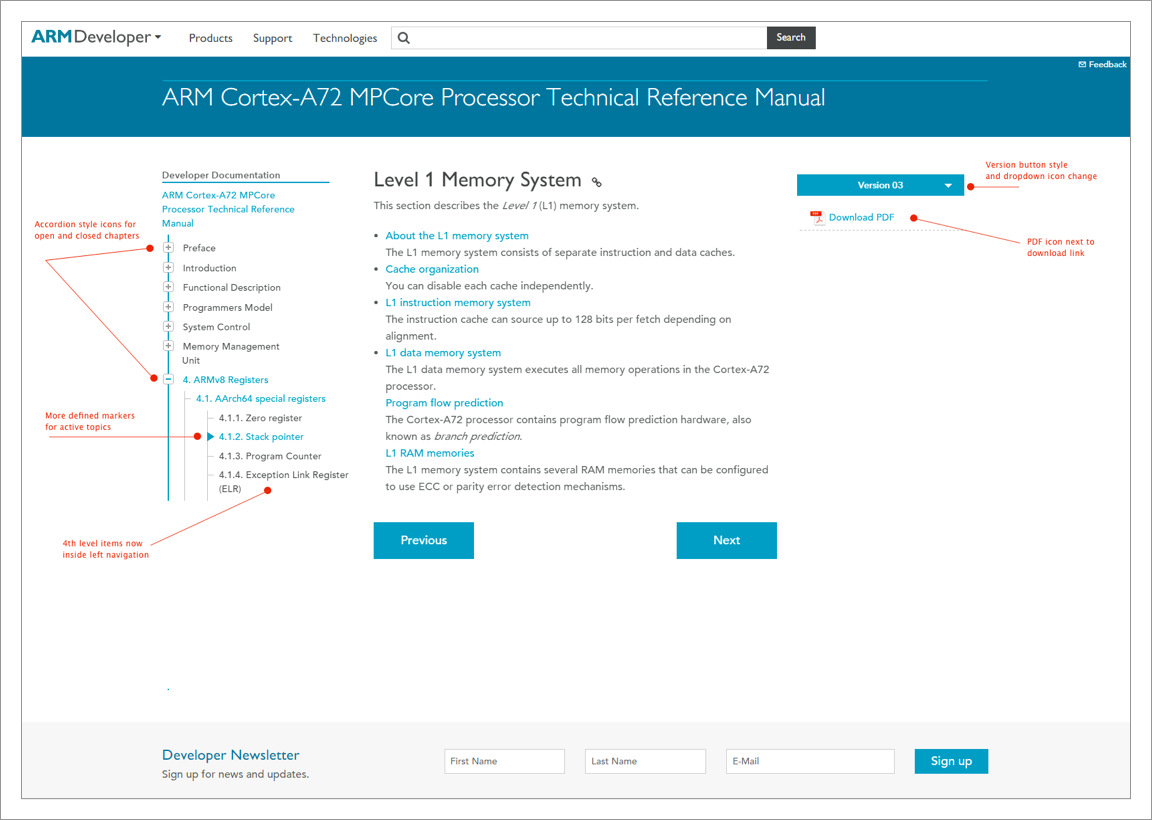 ARM Developer
Products
Support
Technologies
Search
Feedback
ARM Cortex-A72 MPCore Processor Technical Reference Manual
Developer Documentation
ARM Cortex-A72 MPCore
Processor Technical Reference
Manual
Preface
Introduction
Functional Description
Programmers Model
System Control
Memory Management
Unit
4. ARMv8 Registers
4.1. AArch64 special registers
4.1.1. Zero register
4.1.2. Stack pointer
4.1.3. Program Counter
4.1.4. Exception Link Register
(ELR)
Accordion style icons for
open and closed chapters
More defined markers
for active topics
4th level items now
inside left navigation
Level 1 Memory System
This section describes the Level 1 (L1) memory system.
• About the L1 memory system
The L1 memory system consists of separate instruction and data caches.
• Cache organization
You can disable each cache independently.
• L1 instruction memory system
The instruction cache can source up to 128 bits per fetch depending on
alignment.
• L1 data memory system
The L1 data memory system executes all memory operations in the Cortex-A72
processor.
Program flow prediction
The Cortex-A72 processor contains program flow prediction hardware, also
known as branch prediction.
L1 RAM memories
The L1 memory system contains several RAM memories that can be configured
to use ECC or parity error detection mechanisms.
Previous
Next
Version 03
Download PDF
Version button style
and dropdown icon change
PDF icon next to
download link
Developer Newsletter
Sign up for news and updates.
First Name
Last Name
E-Mail
Sign up